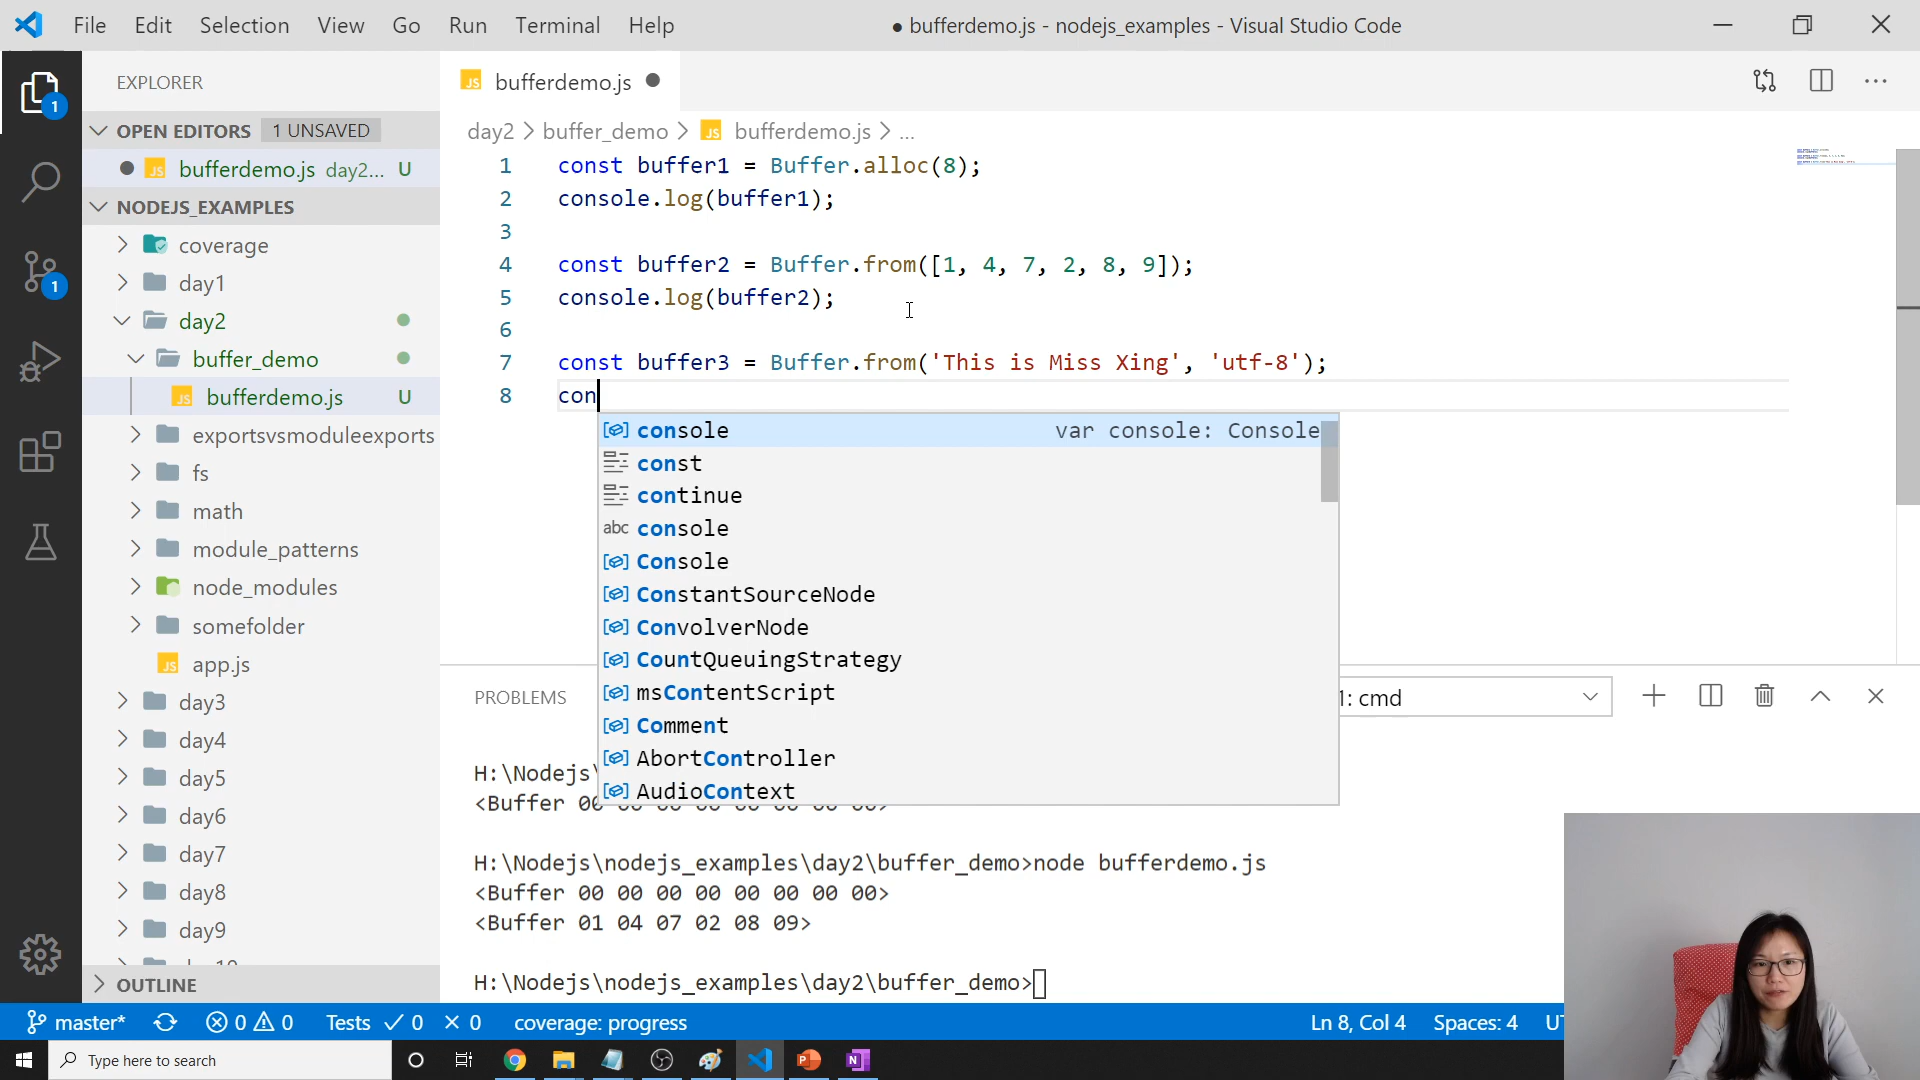 File Edit Selection View Go Run Terminal Help ● bufferdemo.js - nodejs_examples - Visual Studio Code
EXPLORER
JS bufferdemo.js ●
OPEN EDITORS 1 UNSAVED
day2 > buffer_demo > JS bufferdemo.js > ...
● JS bufferdemo.js day2... U
NODEJS_EXAMPLES
coverage
day1
day2
buffer_demo
JS bufferdemo.js U
exportsvsmoduleexports
fs
math
module_patterns
node_modules
somefolder
JS app.js
day3
day4
day5
day6
day7
day8
day9
OUTLINE
1 const buffer1 = Buffer.alloc(8);
2 console.log(buffer1);
3
4 const buffer2 = Buffer.from([1, 4, 7, 2, 8, 9]);
5 console.log(buffer2);
6
7 const buffer3 = Buffer.from('This is Miss Xing', 'utf-8');
8 con
console var console: Console
const
continue
abc console
Console
ConstantSourceNode
ConvolverNode
CountQueuingStrategy
msContentScript
Comment
AbortController
AudioContext
PROBLEMS 1: cmd
H:\Nodejs\
<Buffer 00 00 00 00 00 00 00 00>
H:\Nodejs\nodejs_examples\day2\buffer_demo>node bufferdemo.js
<Buffer 00 00 00 00 00 00 00 00>
<Buffer 01 04 07 02 08 09>
H:\Nodejs\nodejs_examples\day2\buffer_demo>
master* 0 0 Tests ✓ 0 × 0 coverage: progress Ln 8, Col 4 Spaces: 4
Type here to search